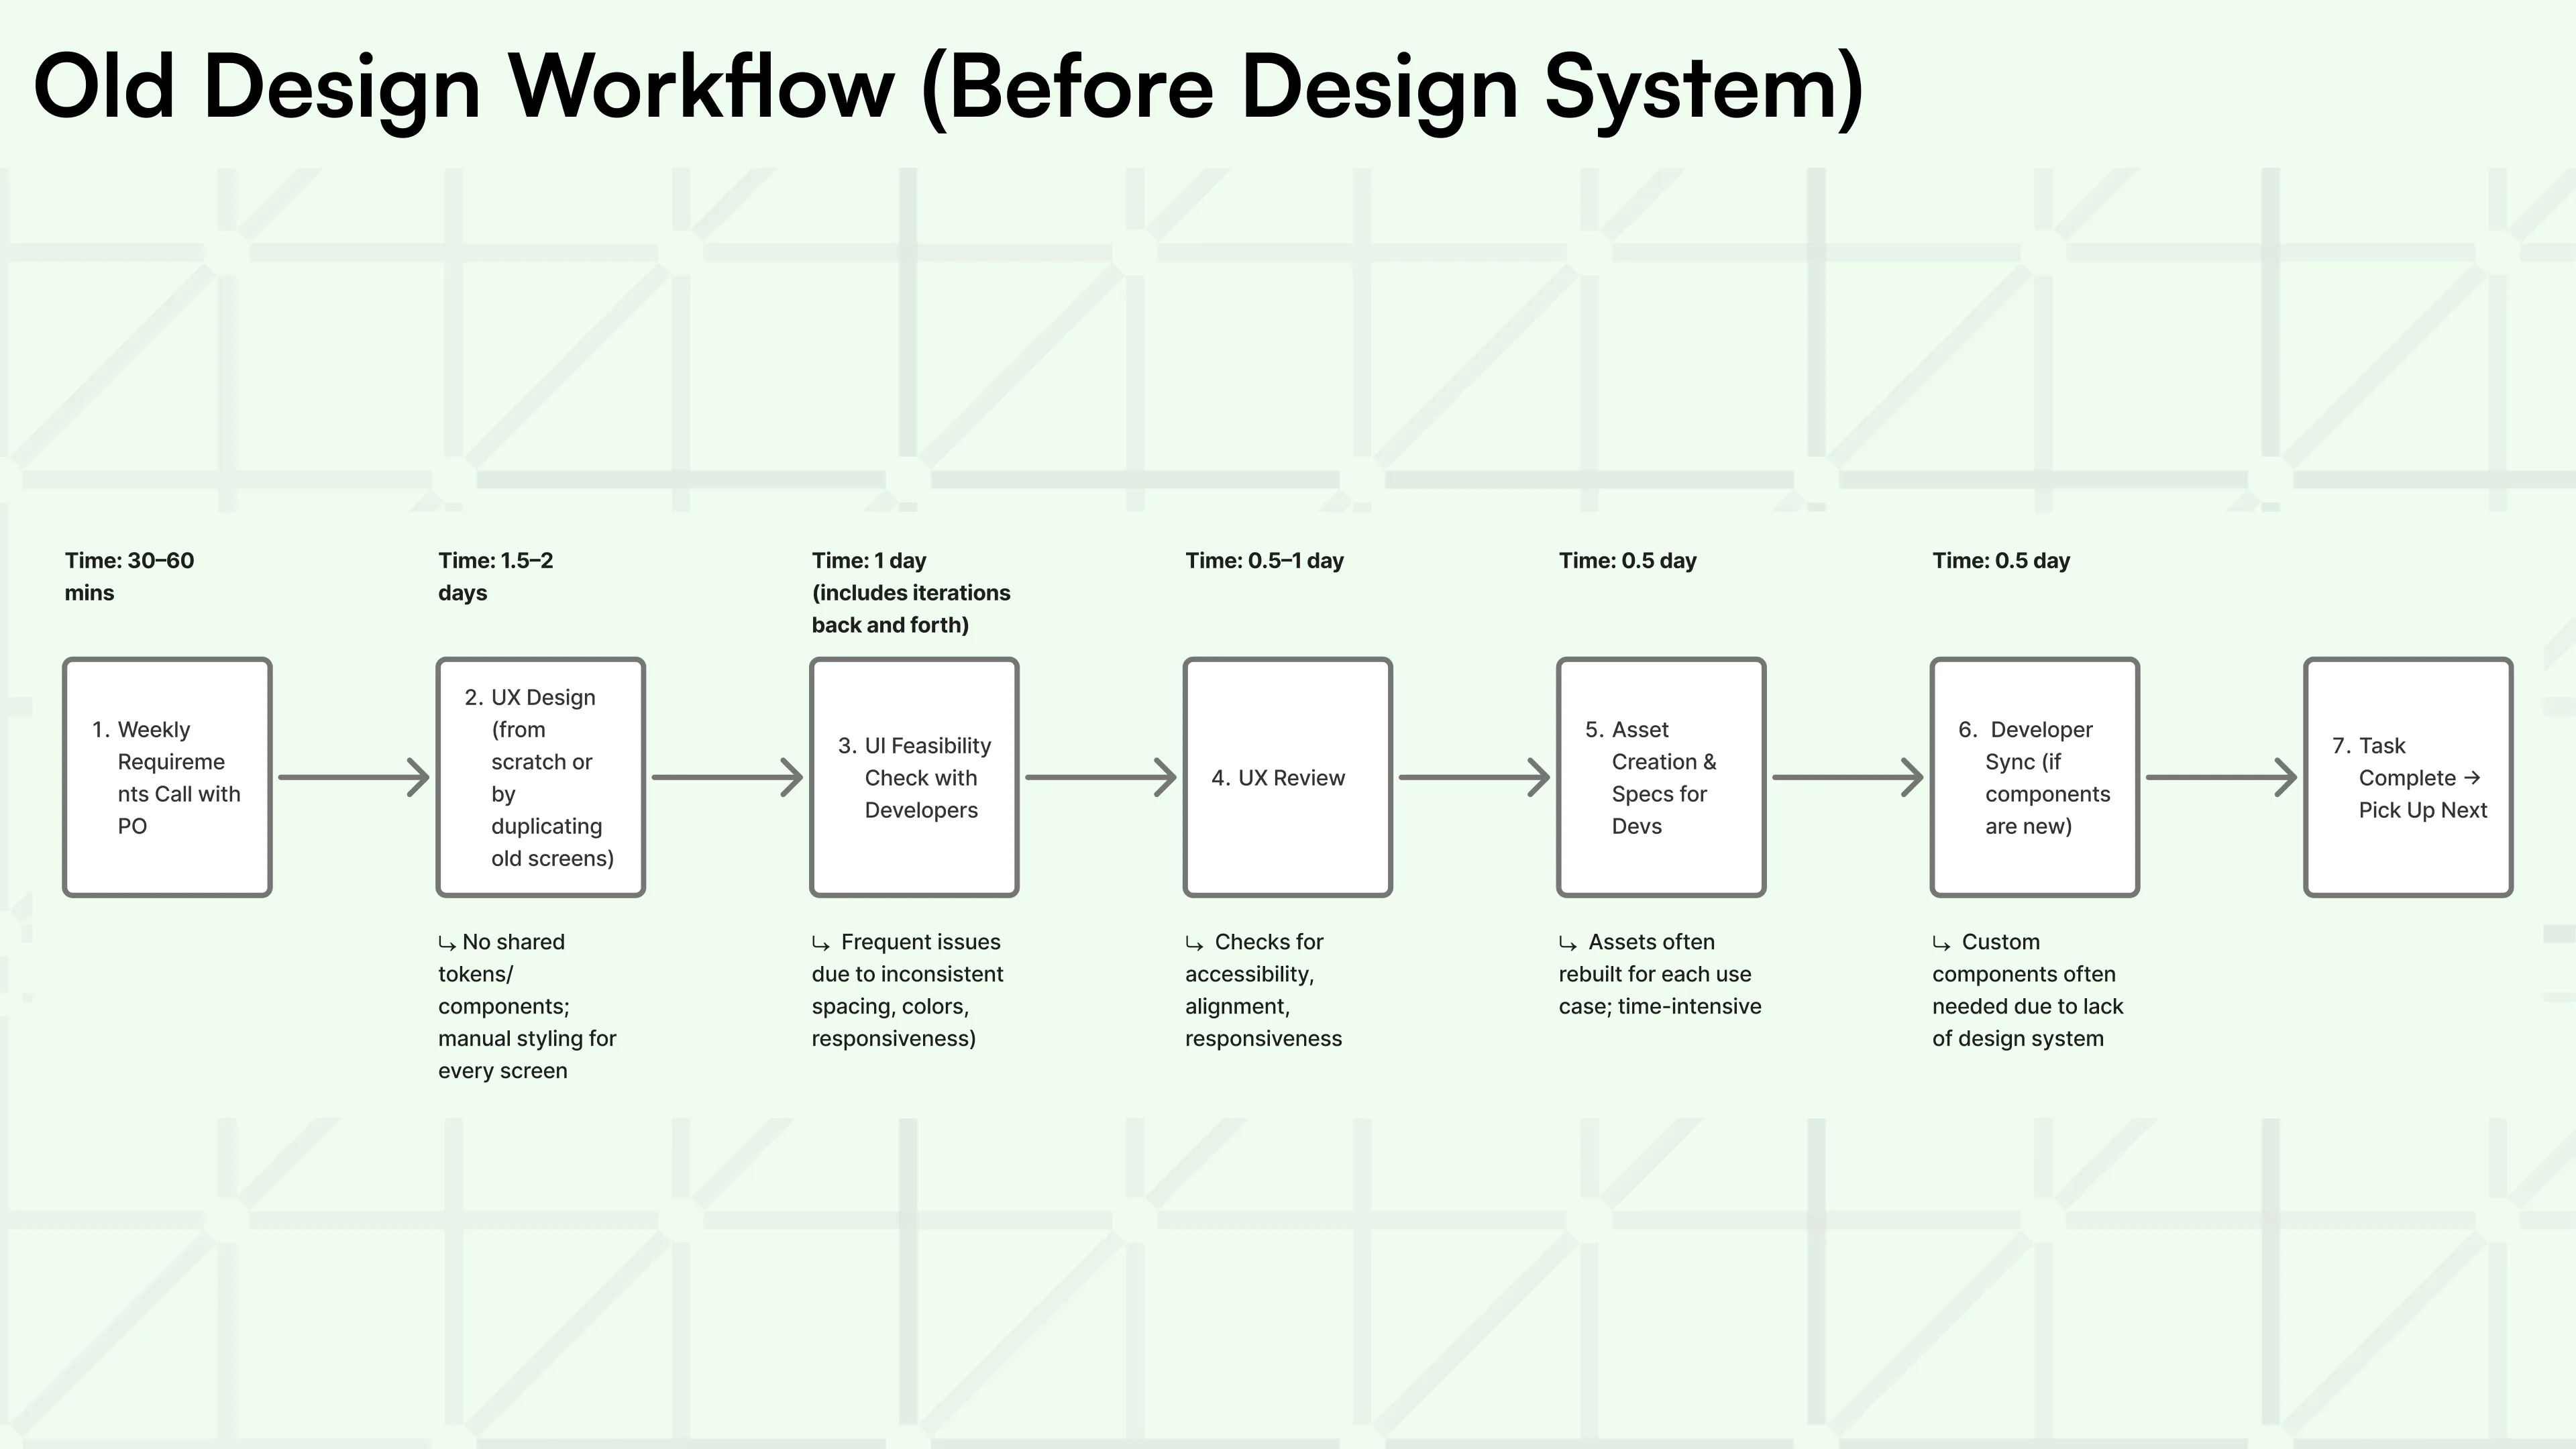 Old Design Workflow (Before Design System)
Time: 30–60
mins
1. Weekly
Requireme
nts Call with
PO
Time: 1.5–2
days
2. UX Design
(from
scratch or
by
duplicating
old screens)
↳ No shared
tokens/
components;
manual styling for
every screen
Time: 1 day
(includes iterations
back and forth)
3. UI Feasibility
Check with
Developers
↳ Frequent issues
due to inconsistent
spacing, colors,
responsiveness)
Time: 0.5–1 day
4. UX Review
↳ Checks for
accessibility,
alignment,
responsiveness
Time: 0.5 day
5. Asset
Creation &
Specs for
Devs
↳ Assets often
rebuilt for each use
case; time-intensive
Time: 0.5 day
6. Developer
Sync (if
components
are new)
↳ Custom
components often
needed due to lack
of design system
7. Task
Complete →
Pick Up Next